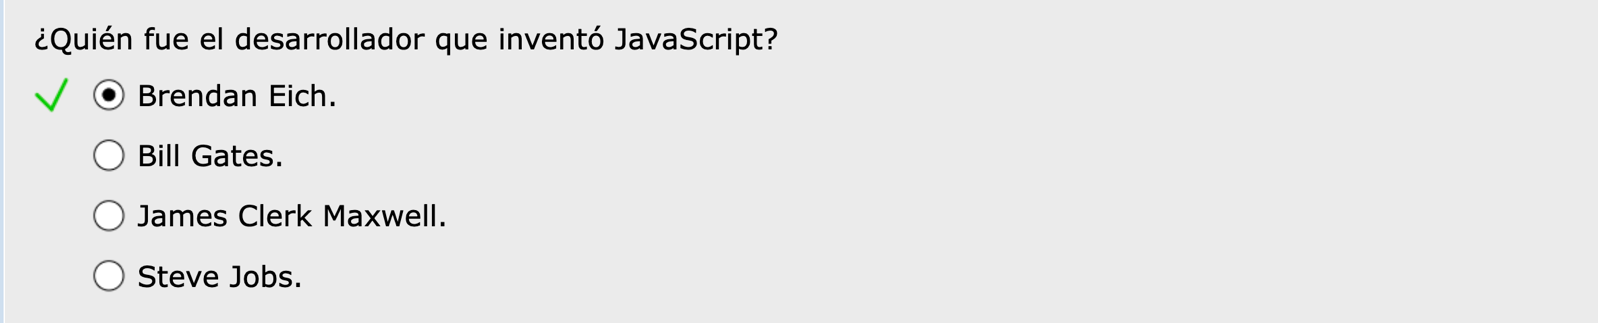 ¿Quién fue el desarrollador que inventó JavaScript?
Brendan Eich.
Bill Gates.
James Clerk Maxwell.
Steve Jobs.